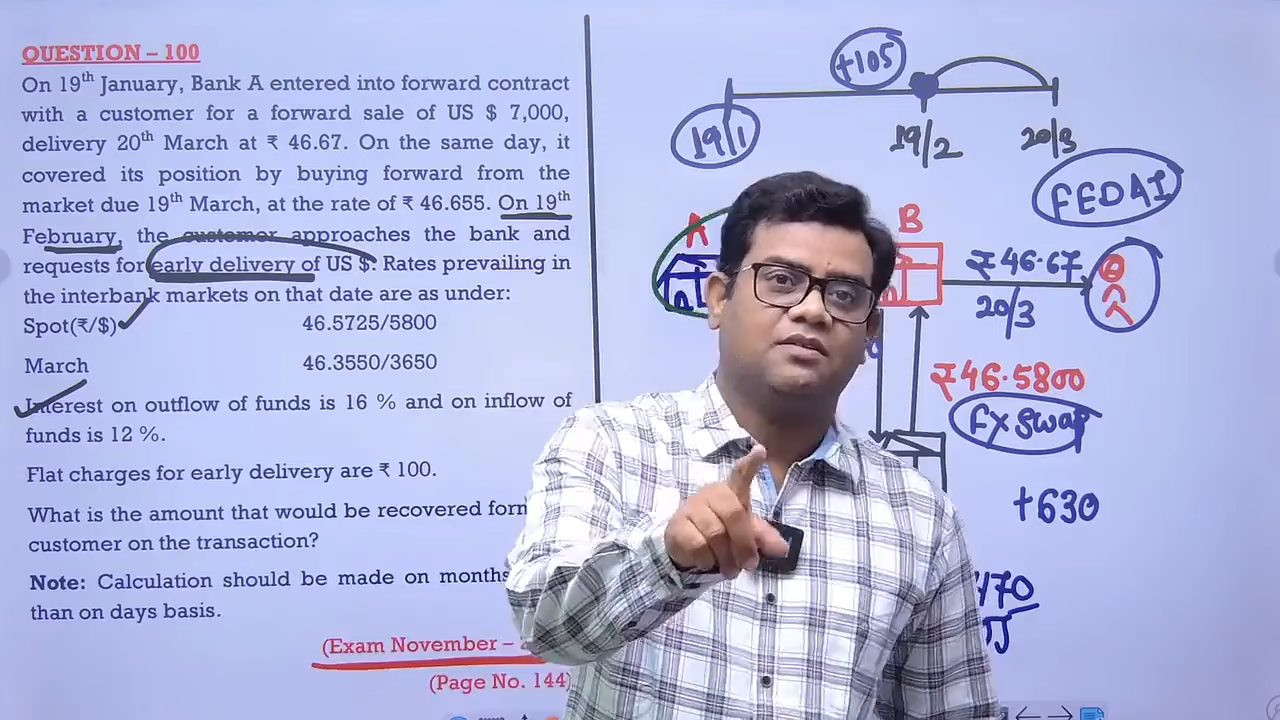 QUESTION – 100
On 19th January, Bank A entered into forward contract
with a customer for a forward sale of US $ 7,000,
delivery 20th March at ₹ 46.67. On the same day, it
covered its position by buying forward from the
market due 19th March, at the rate of ₹ 46.655. On 19th
February, the customer approaches the bank and
requests for early delivery of US $. Rates prevailing in
the interbank markets on that date are as under:
Spot(₹/$) 46.5725/5800
March 46.3550/3650
Interest on outflow of funds is 16 % and on inflow of
funds is 12 %.
Flat charges for early delivery are ₹ 100.
What is the amount that would be recovered form
customer on the transaction?
Note: Calculation should be made on months
than on days basis.
(Exam November –
(Page No. 144)
+105
19/1
19/2
20/3
FEDAI
A
B
₹46.67
20/3
₹46.5800
FX Swap
+630